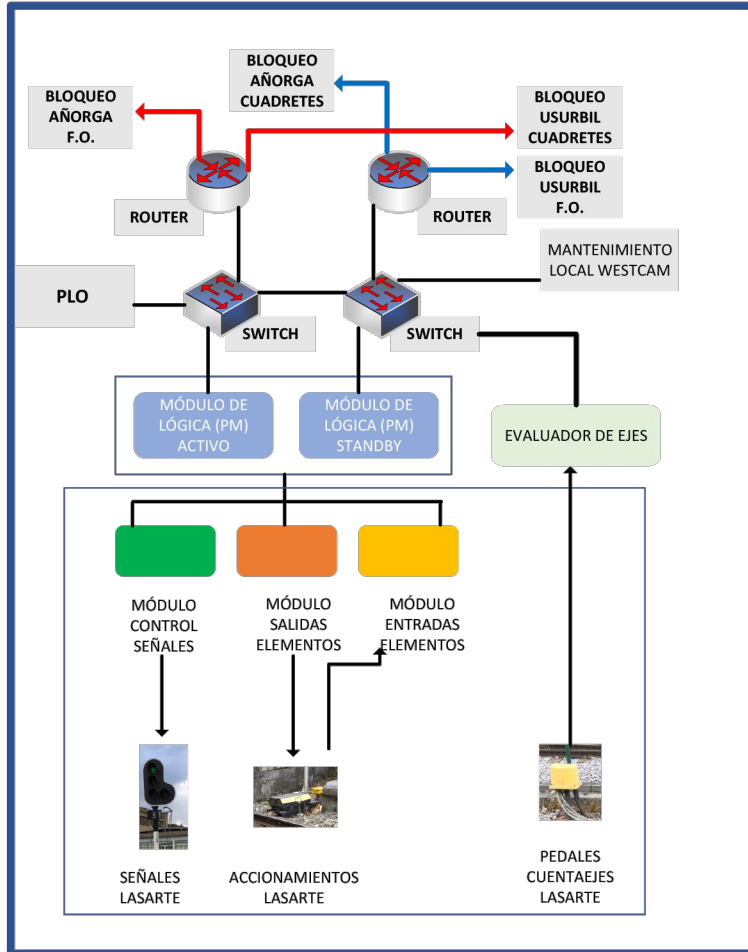 BLOQUEO
AÑORGA
CUADRETES
BLOQUEO
AÑORGA
F.O.
BLOQUEO
USURBIL
CUADRETES
BLOQUEO
USURBIL
F.O.
ROUTER
ROUTER
MANTENIMIENTO
LOCAL WESTCAM
PLO
SWITCH
SWITCH
MÓDULO DE
LÓGICA (PM)
ACTIVO
MÓDULO DE
LÓGICA (PM)
STANDBY
EVALUADOR DE EJES
MÓDULO
CONTROL
SEÑALES
MÓDULO
SALIDAS
ELEMENTOS
MÓDULO
ENTRADAS
ELEMENTOS
SEÑALES
LASARTE
ACCIONAMIENTOS
LASARTE
PEDALES
CUENTAEJES
LASARTE